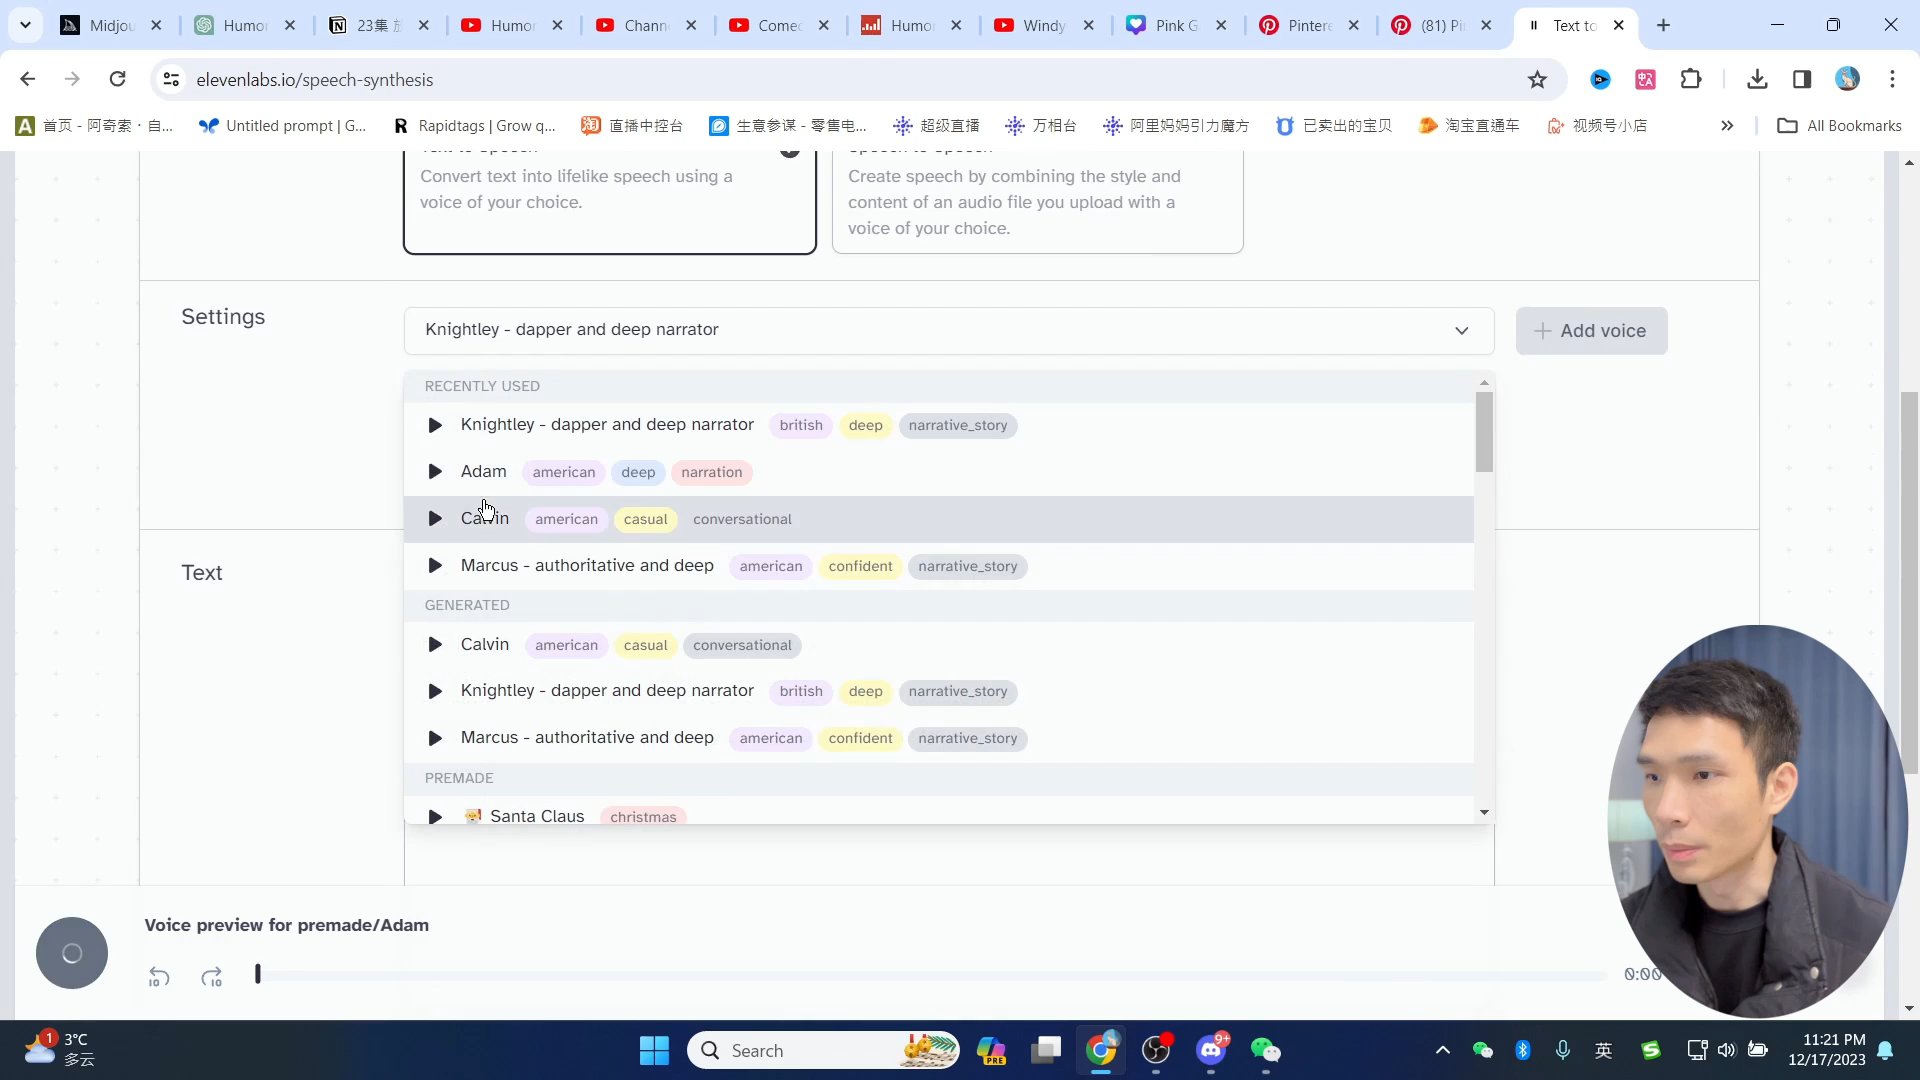 Midjou
Humor
23集 放
Humor
Chann
Comec
Humor
Windy
Pink G
Pintere
(81) Pi
Text to
elevenlabs.io/speech-synthesis
首页 - 阿奇索 · 自...
Untitled prompt | G...
Rapidtags | Grow q...
直播中控台
生意参谋 - 零售电...
超级直播
万相台
阿里妈妈引力魔方
已卖出的宝贝
淘宝直通车
视频号小店
All Bookmarks
Convert text into lifelike speech using a
voice of your choice.
Create speech by combining the style and
content of an audio file you upload with a
voice of your choice.
Settings
Knightley - dapper and deep narrator
Add voice
RECENTLY USED
Knightley - dapper and deep narrator british deep narrative_story
Adam american deep narration
Calvin american casual conversational
Marcus - authoritative and deep american confident narrative_story
Text
GENERATED
Calvin american casual conversational
Knightley - dapper and deep narrator british deep narrative_story
Marcus - authoritative and deep american confident narrative_story
PREMADE
Santa Claus christmas
Voice preview for premade/Adam
10
10
0:00
1
3°C
多云
Search
PRE
9+
英
11:21 PM
12/17/2023